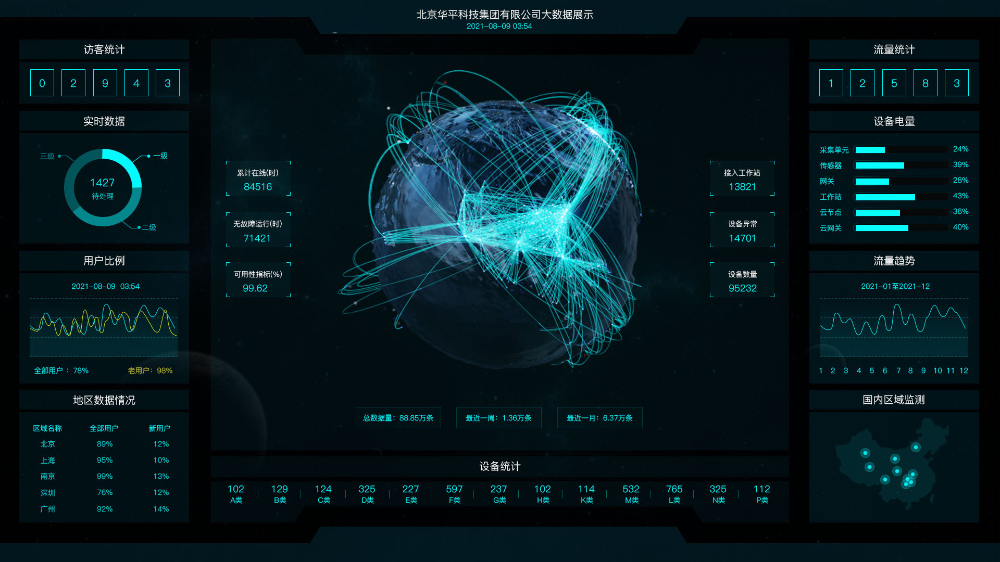 北京华平科技集团有限公司大数据展示
2021-08-09 03:54
访客统计
0 2 9 4 3
实时数据
三级
一级
1427
待处理
二级
用户比例
2021-08-09 03:54
全部用户：78%
老用户：98%
地区数据情况
区域名称 全部用户 新用户
北京 89% 12%
上海 95% 10%
南京 99% 13%
深圳 76% 12%
广州 92% 14%
累计在线(时)
84516
无故障运行(时)
71421
可用性指标(%)
99.62
接入工作站
13821
设备异常
14701
设备数量
95232
总数据量：88.85万条
最近一周：1.36万条
最近一月：6.37万条
设备统计
102 129 124 325 227 597 237 102 114 532 765 325 112
A类 B类 C类 D类 E类 F类 G类 H类 K类 M类 L类 N类 P类
流量统计
1 2 5 8 3
设备电量
采集单元 24%
传感器 39%
网关 28%
工作站 43%
云节点 36%
云网关 40%
流量趋势
2021-01至2021-12
1 2 3 4 5 6 7 8 9 10 11 12
国内区域监测